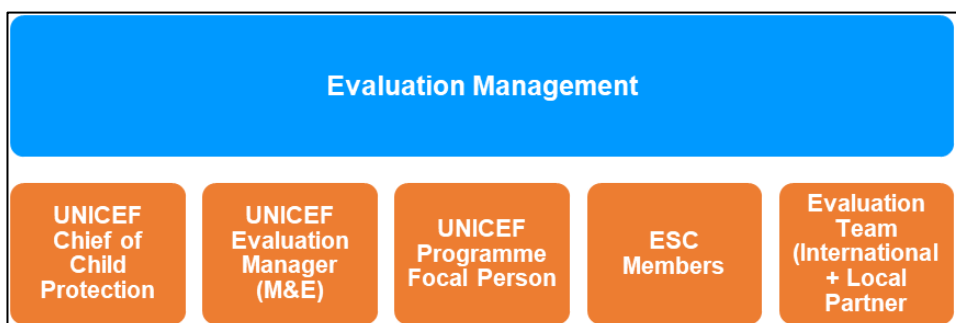 Evaluation Management
UNICEF
Chief of
Child
Protection
UNICEF
Evaluation
Manager
(M&E)
UNICEF
Programme
Focal Person
ESC
Members
Evaluation
Team
(International
+ Local
Partner